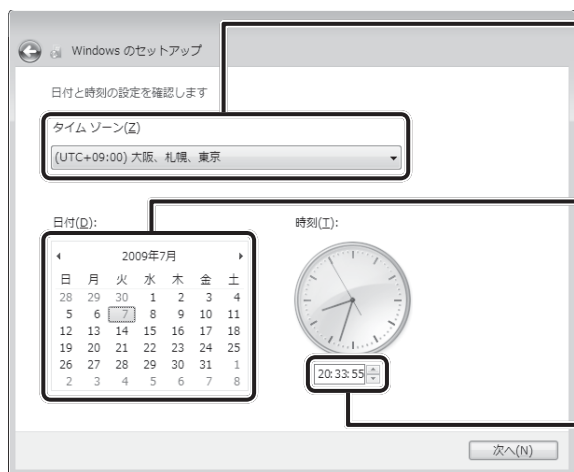 Windows のセットアップ
日付と時刻の設定を確認します
タイム ゾーン(Z)
(UTC+09:00) 大阪、札幌、東京
日付(D): 時刻(T):
2009年7月
日 月 火 水 木 金 土
28 29 30 1 2 3 4
5 6 7 8 9 10 11
12 13 14 15 16 17 18
19 20 21 22 23 24 25
26 27 28 29 30 31 1
2 3 4 5 6 7 8
20:33:55
次へ(N)